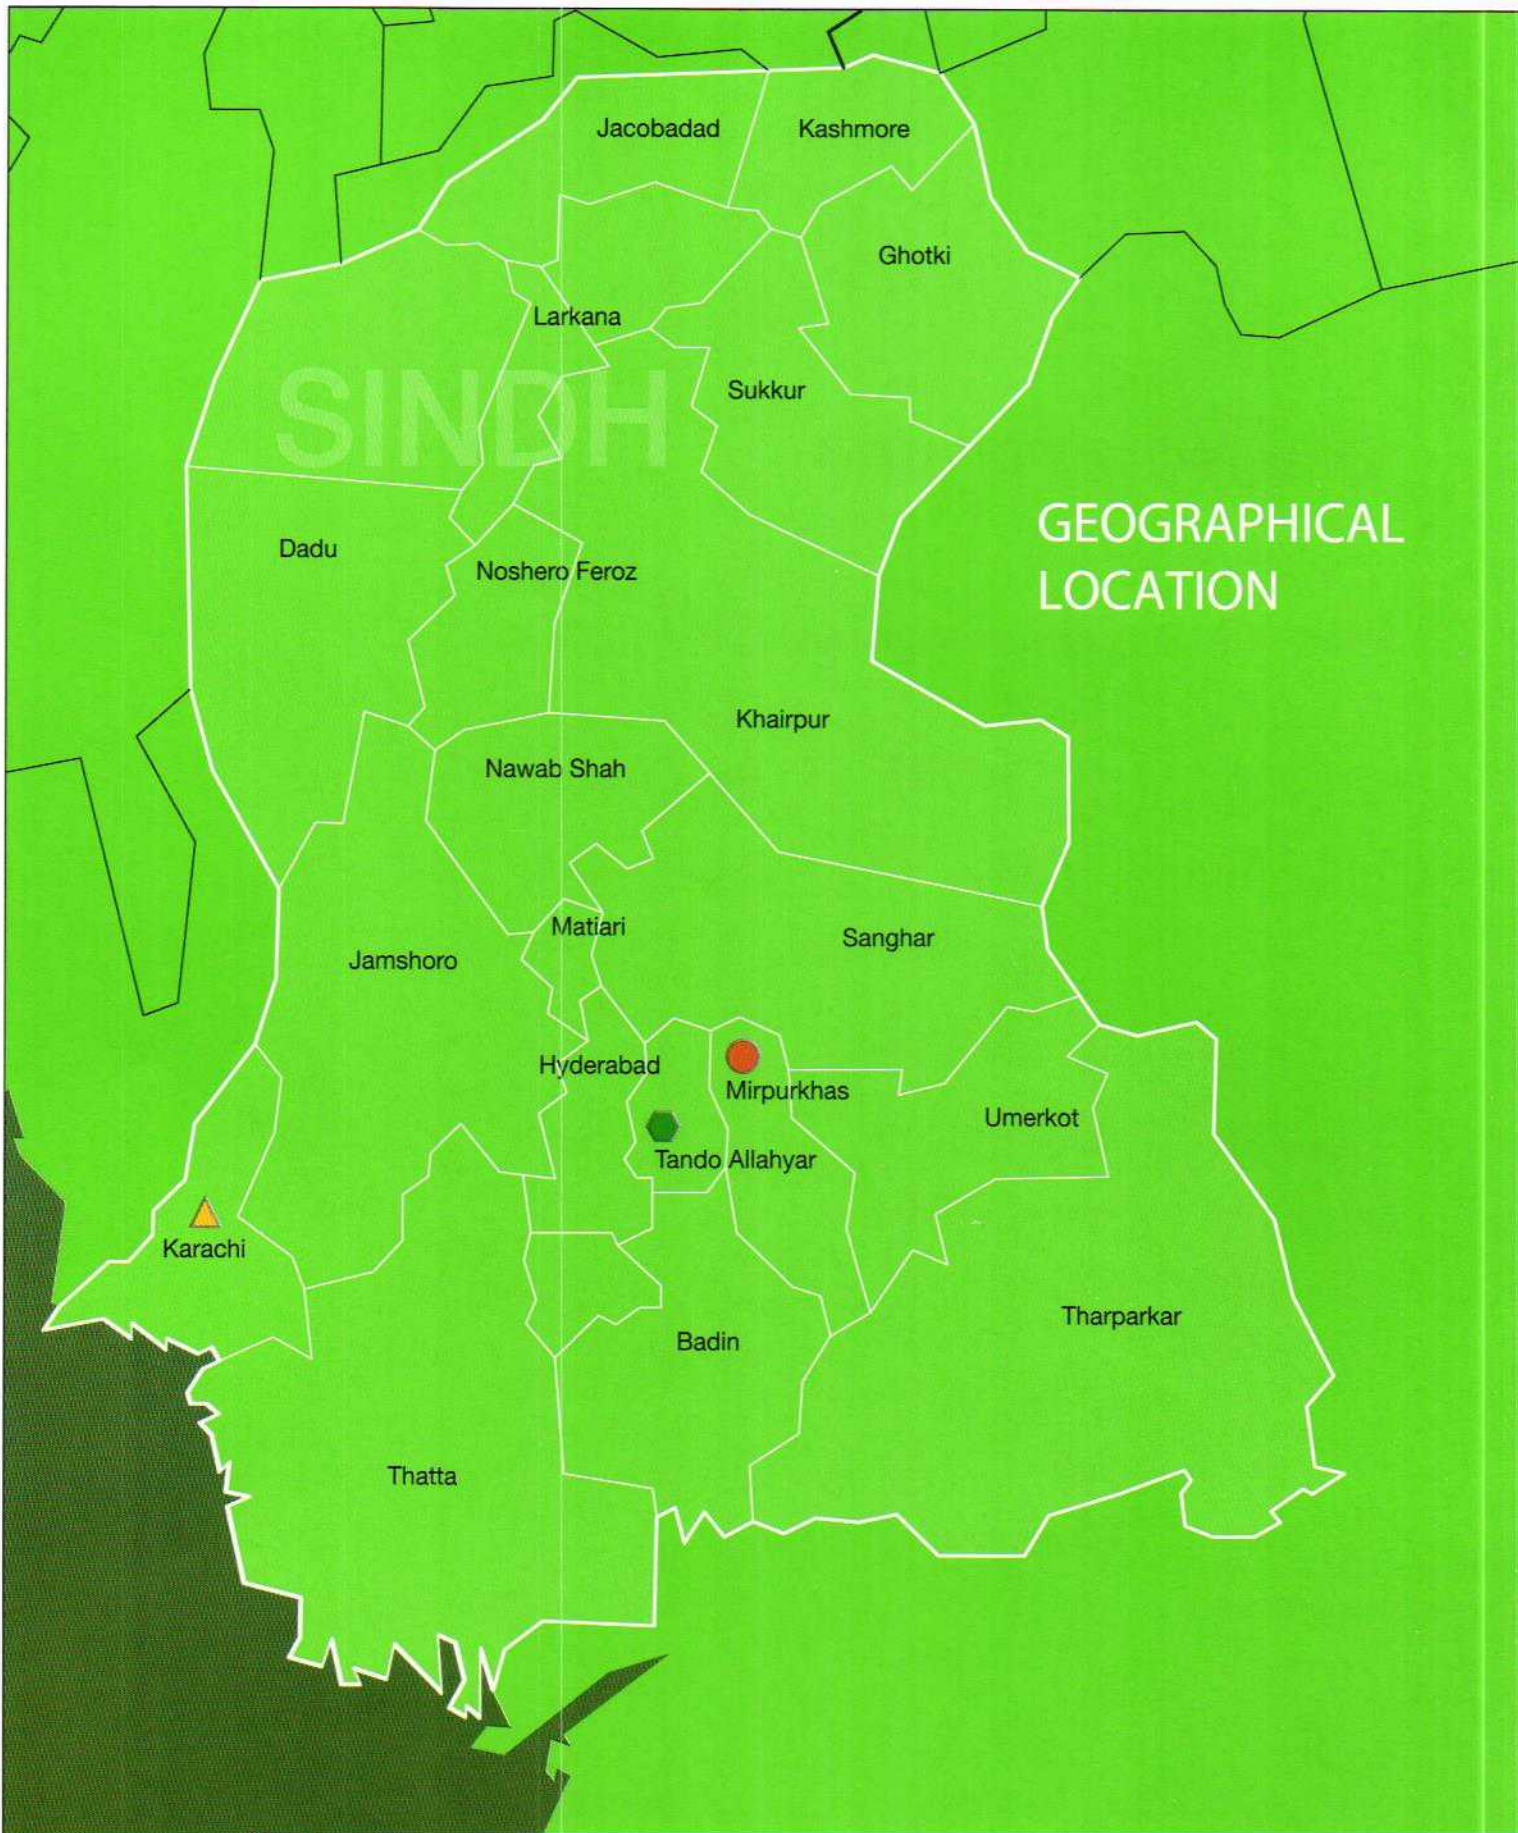 Jacobadad
Kashmore
Ghotki
Larkana
SINDH
Sukkur
GEOGRAPHICAL
LOCATION
Dadu
Noshero Feroz
Khairpur
Nawab Shah
Matiari
Sanghar
Jamshoro
Hyderabad
Mirpurkhas
Umerkot
Tando Allahyar
Karachi
Tharparkar
Badin
Thatta